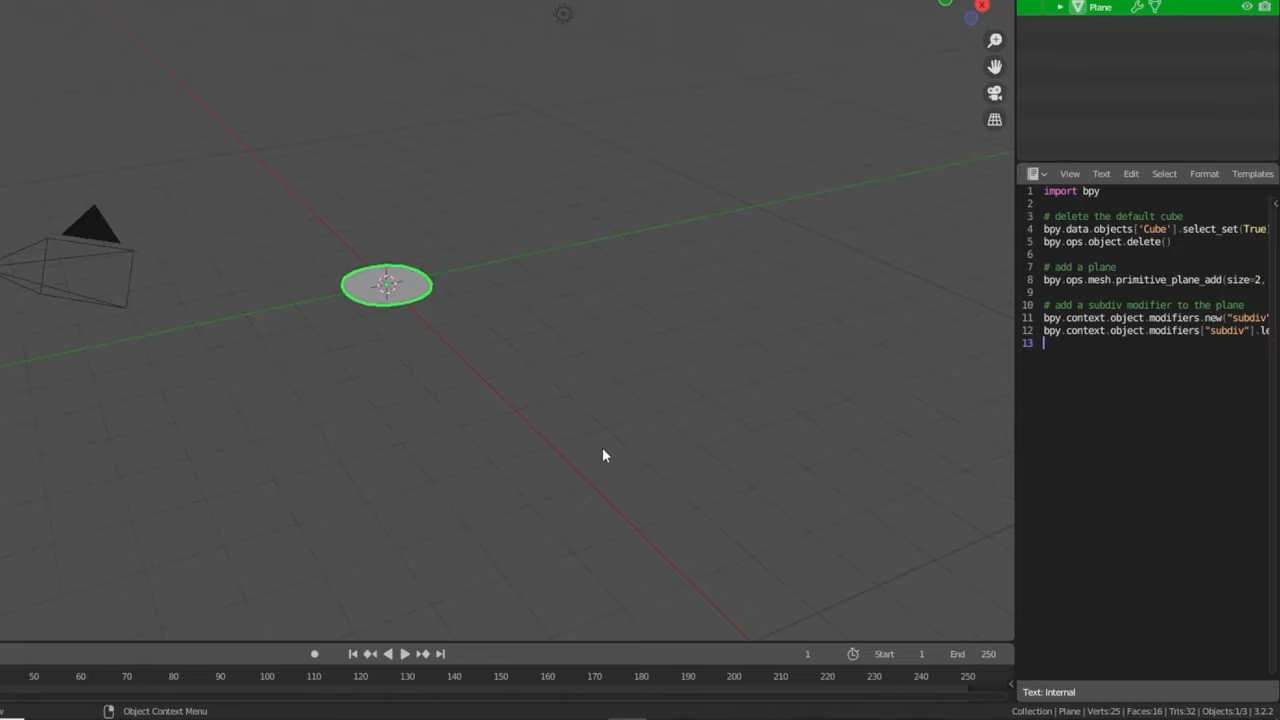 Plane
View Text Edit Select Format Templates
1 import bpy
2
3 # delete the default cube
4 bpy.data.objects['Cube'].select_set(True
5 bpy.ops.object.delete()
6
7 # add a plane
8 bpy.ops.mesh.primitive_plane_add(size=2,
9
10 # add a subdiv modifier to the plane
11 bpy.context.object.modifiers.new("subdiv"
12 bpy.context.object.modifiers["subdiv"].le
13
1 Start 1 End 250
50 60 70 80 90 100 110 120 130 140 150 160 170 180 190 200 210 220 230 240 250
Text: Internal
Object Context Menu
Collection | Plane | Verts:25 | Faces:16 | Tris:32 | Objects:1/3 | 3.2.2